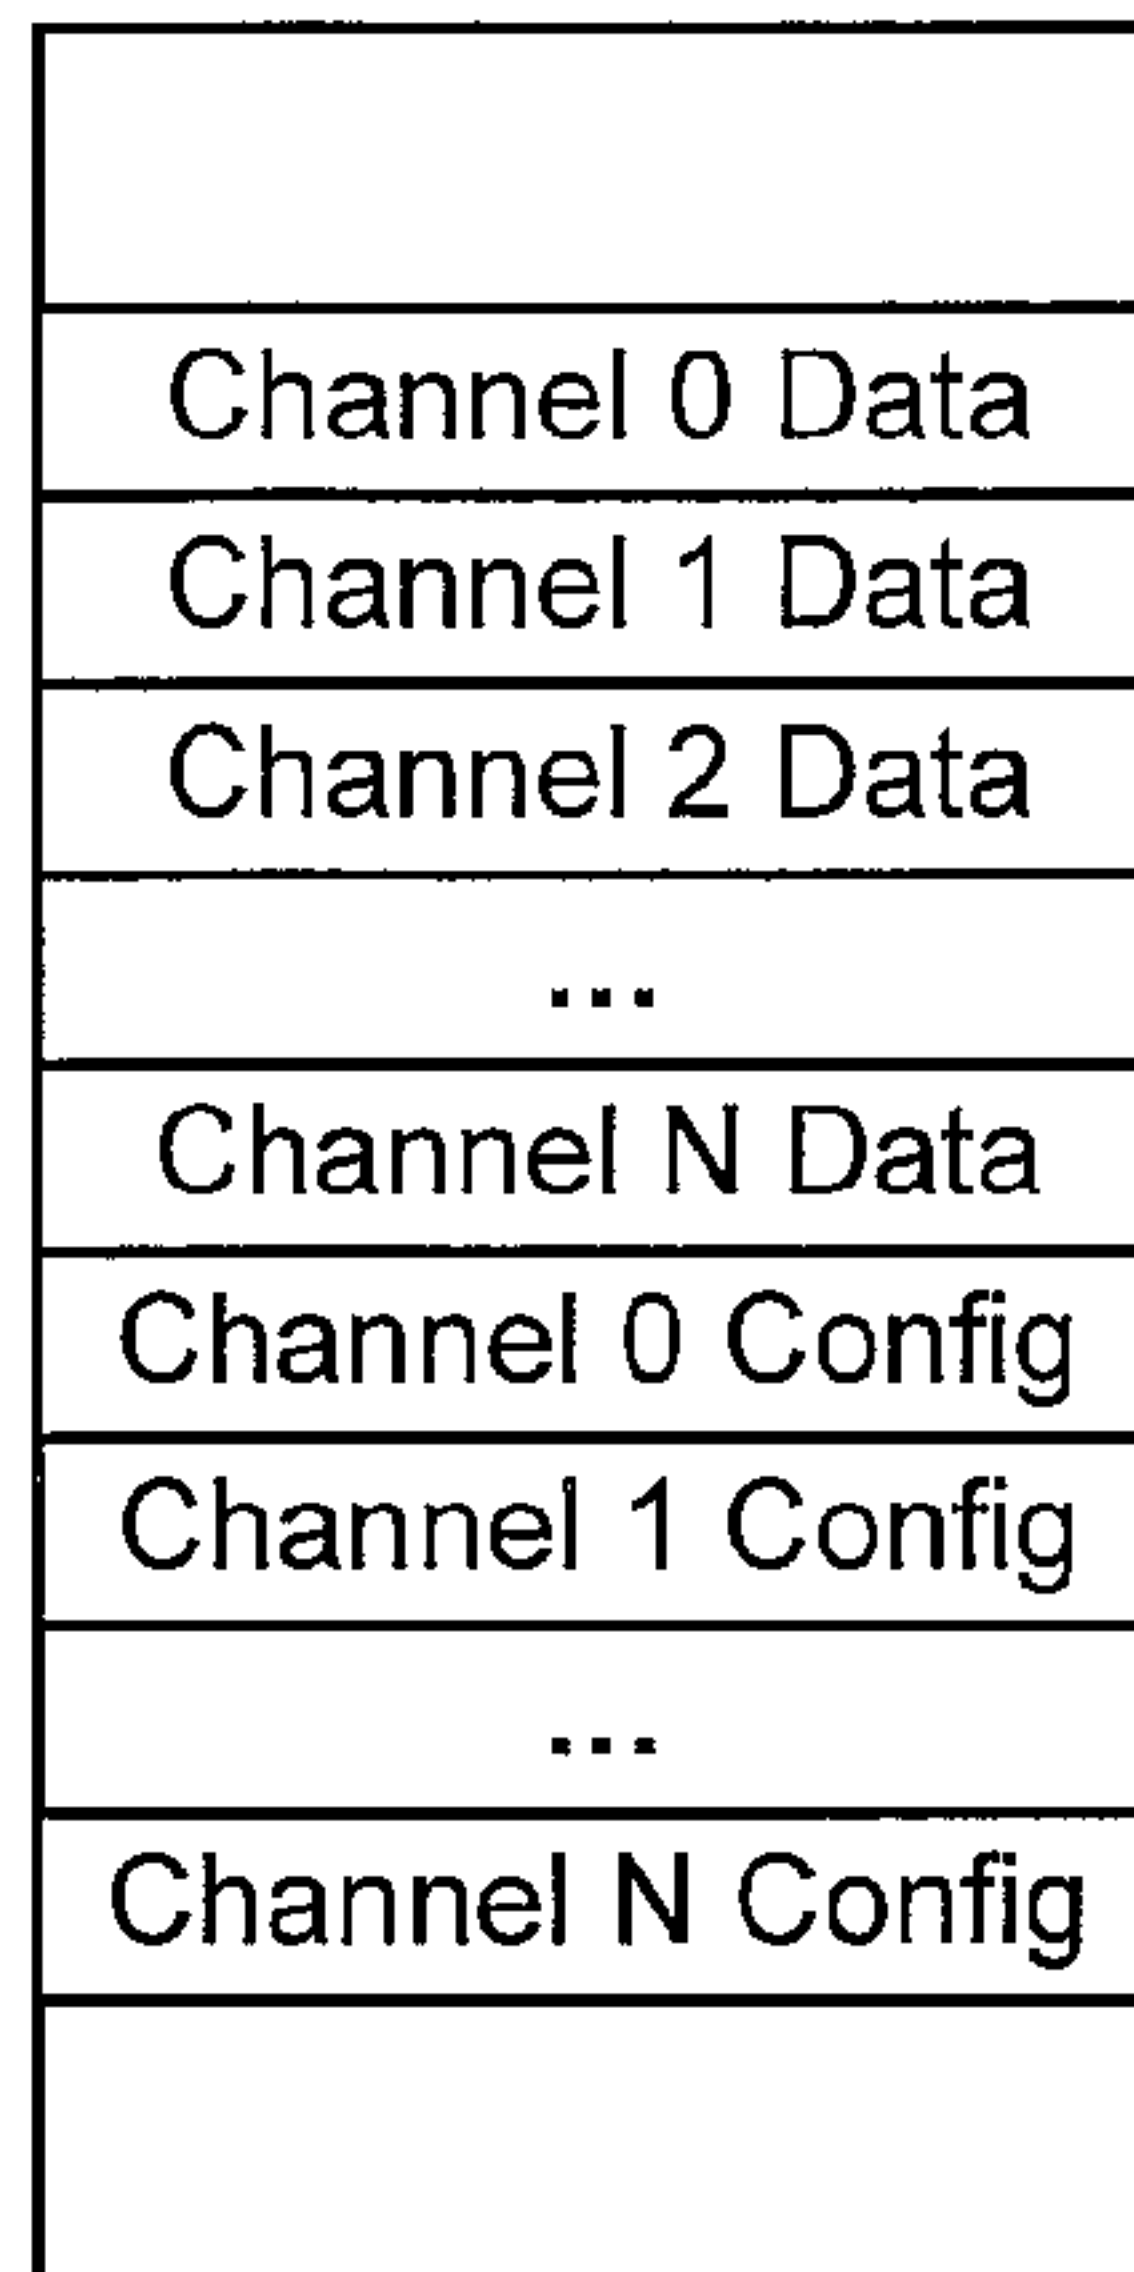 Channel 0 Data
Channel 1 Data
Channel 2 Data
...
Channel N Data
Channel 0 Config
Channel 1 Config
...
Channel N Config